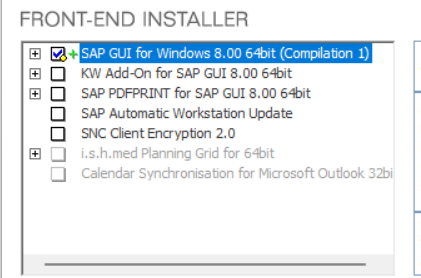 FRONT-END INSTALLER
SAP GUI for Windows 8.00 64bit (Compilation 1)
KW Add-On for SAP GUI 8.00 64bit
SAP PDFPRINT for SAP GUI 8.00 64bit
SAP Automatic Workstation Update
SNC Client Encryption 2.0
i.s.h.med Planning Grid for 64bit
Calendar Synchronisation for Microsoft Outlook 32bi